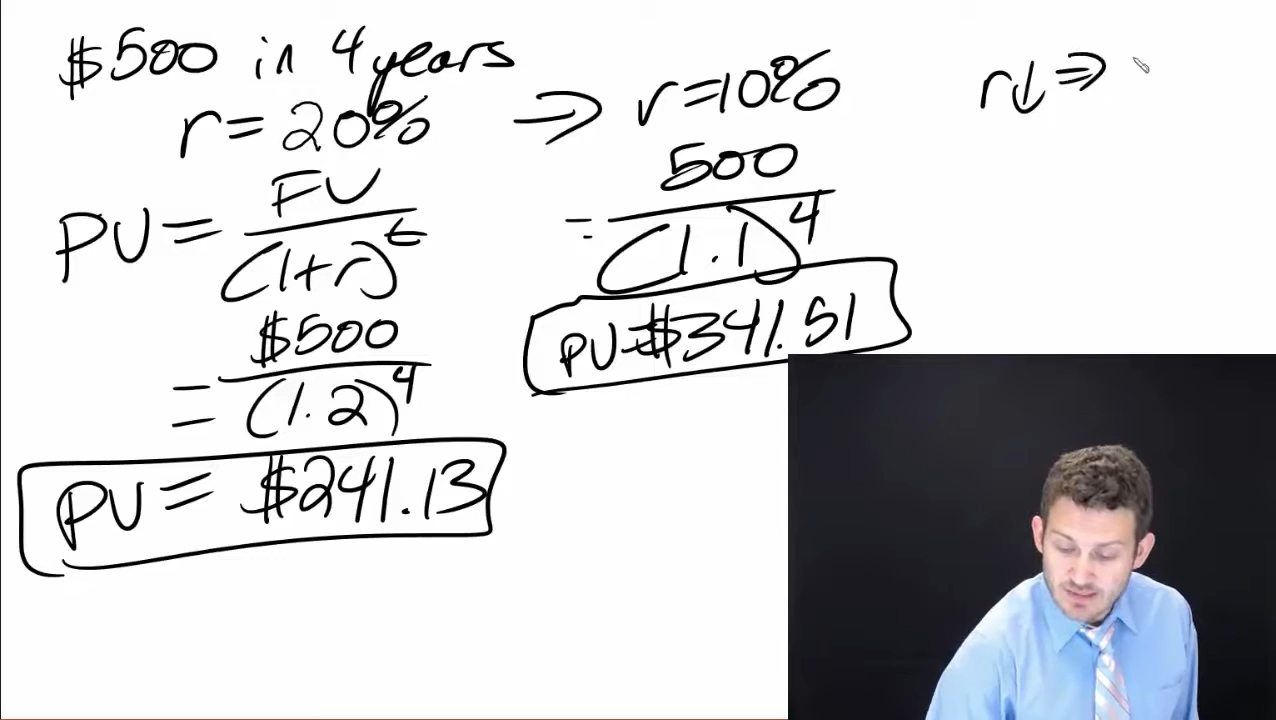 $500 in 4 years
r = 20%
PV = FV / (1+r)^t
= $500 / (1.2)^4
PV = $241.13
⇒ r = 10%
= 500 / (1.1)^4
PV = $341.51
r↓ ⇒